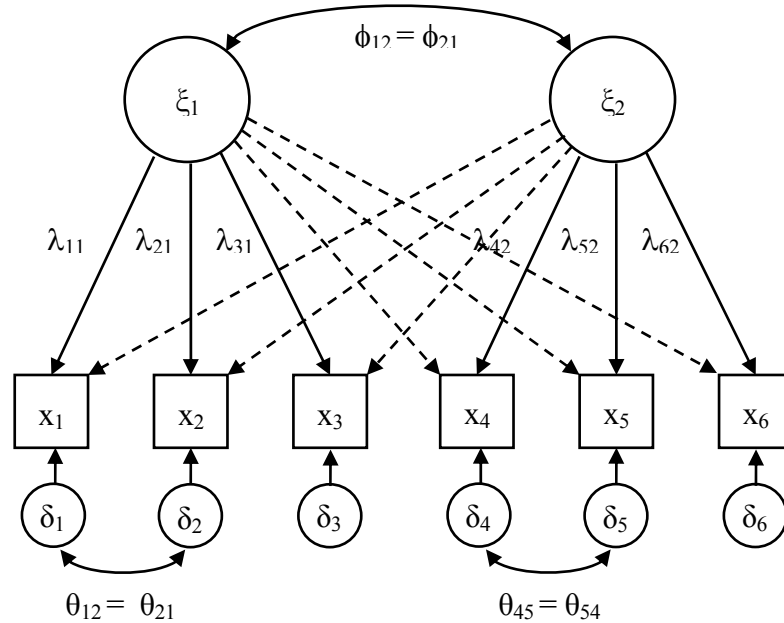 ϕ₁₂ = ϕ₂₁
ξ₁ ξ₂
λ₁₁ λ₂₁ λ₃₁ λ₄₂ λ₅₂ λ₆₂
x₁ x₂ x₃ x₄ x₅ x₆
δ₁ δ₂ δ₃ δ₄ δ₅ δ₆
θ₁₂ = θ₂₁ θ₄₅ = θ₅₄